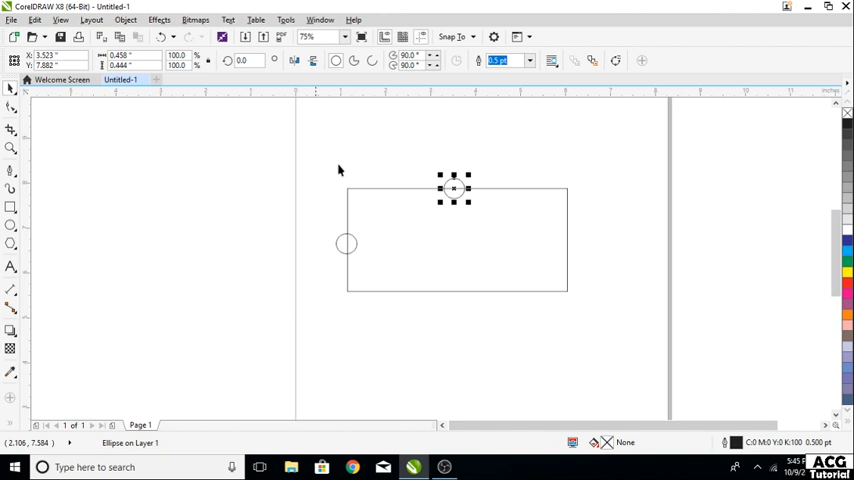 CorelDRAW X8 (64-Bit) - Untitled-1
File Edit View Layout Object Effects Bitmaps Text Table Tools Window Help
PDF 75% Snap To
X: 3.523 " 0.458 " 100.0 % 0.0 90.0 ° 0.5 pt
Y: 7.882 " 0.444 " 100.0 % 90.0 °
Welcome Screen Untitled-1
inches
1 of 1 Page 1
( 2.106 , 7.584 ) Ellipse on Layer 1 None C:0 M:0 Y:0 K:100 0.500 pt
Type here to search
5:45 P
10/9/2
ACG
Tutorial